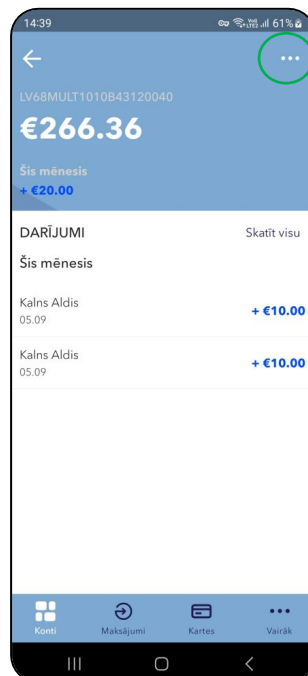 14:39 61%
LV68MULT1010B43120040
€266.36
Šis mēnesis
+ €20.00
DARĪJUMI Skatīt visu
Šis mēnesis
Kalns Aldis
05.09 + €10.00
Kalns Aldis
05.09 + €10.00
Konti Maksājumi Kartes Vairāk